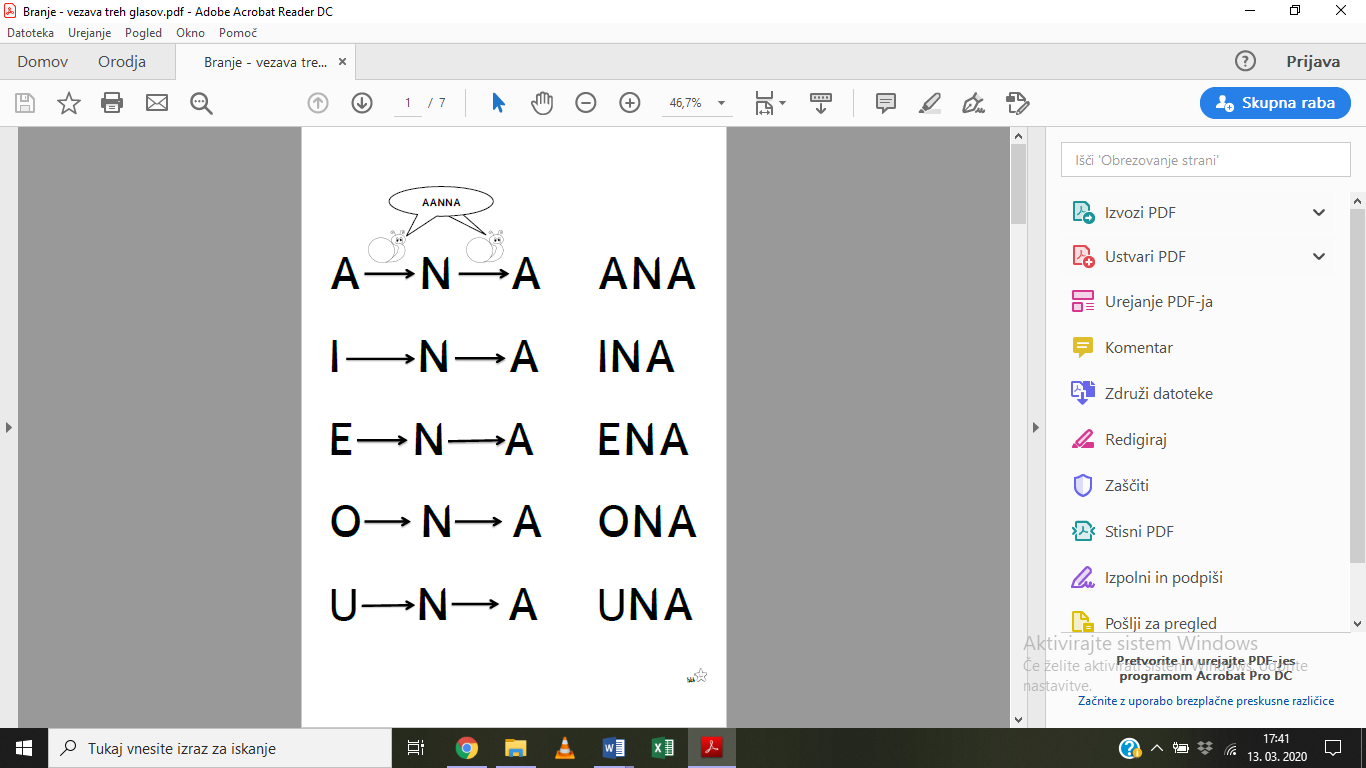 Branje - vezava treh glasov.pdf - Adobe Acrobat Reader DC
Datoteka Urejanje Pogled Okno Pomoč
Domov Orodja Branje - vezava tre... ×
? Prijava
1 / 7 46,7% Skupna raba
AANNA
A → N → A ANA
I → N → A INA
E → N → A ENA
O → N → A ONA
U → N → A UNA
Išči 'Obrezovanje strani'
Izvozi PDF
Ustvari PDF
Urejanje PDF-ja
Komentar
Združi datoteke
Redigiraj
Zaščiti
Stisni PDF
Izpolni in podpiši
Pošlji za pregled
Aktivirajte sistem Windows
Če želite aktivirati sistem Windows, odprite
nastavitve.
Pretvorite in urejajte PDF-jes
programom Acrobat Pro DC
Začnite z uporabo brezplačne preskusne različice
Tukaj vnesite izraz za iskanje
17:41
13. 03. 2020